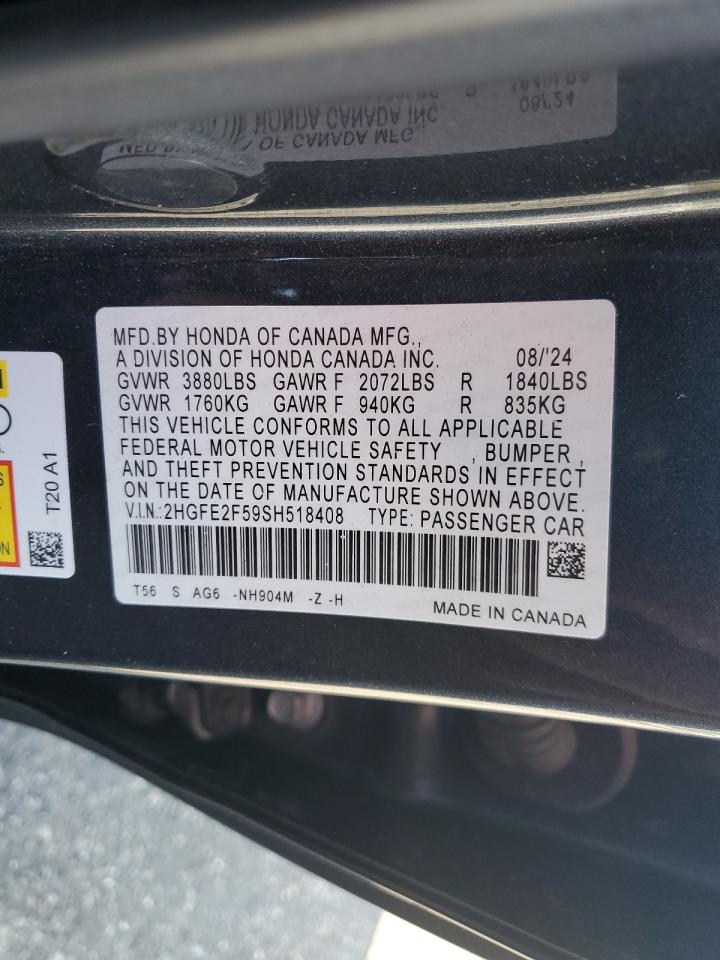 MFD.BY HONDA OF CANADA MFG.,
A DIVISION OF HONDA CANADA INC. 08/'24
GVWR 3880LBS GAWR F 2072LBS R 1840LBS
GVWR 1760KG GAWR F 940KG R 835KG
THIS VEHICLE CONFORMS TO ALL APPLICABLE
FEDERAL MOTOR VEHICLE SAFETY , BUMPER ,
AND THEFT PREVENTION STANDARDS IN EFFECT
ON THE DATE OF MANUFACTURE SHOWN ABOVE.
V.I.N.:2HGFE2F59SH518408 TYPE: PASSENGER CAR
T56 S AG6 -NH904M -Z -H
MADE IN CANADA
T20 A1